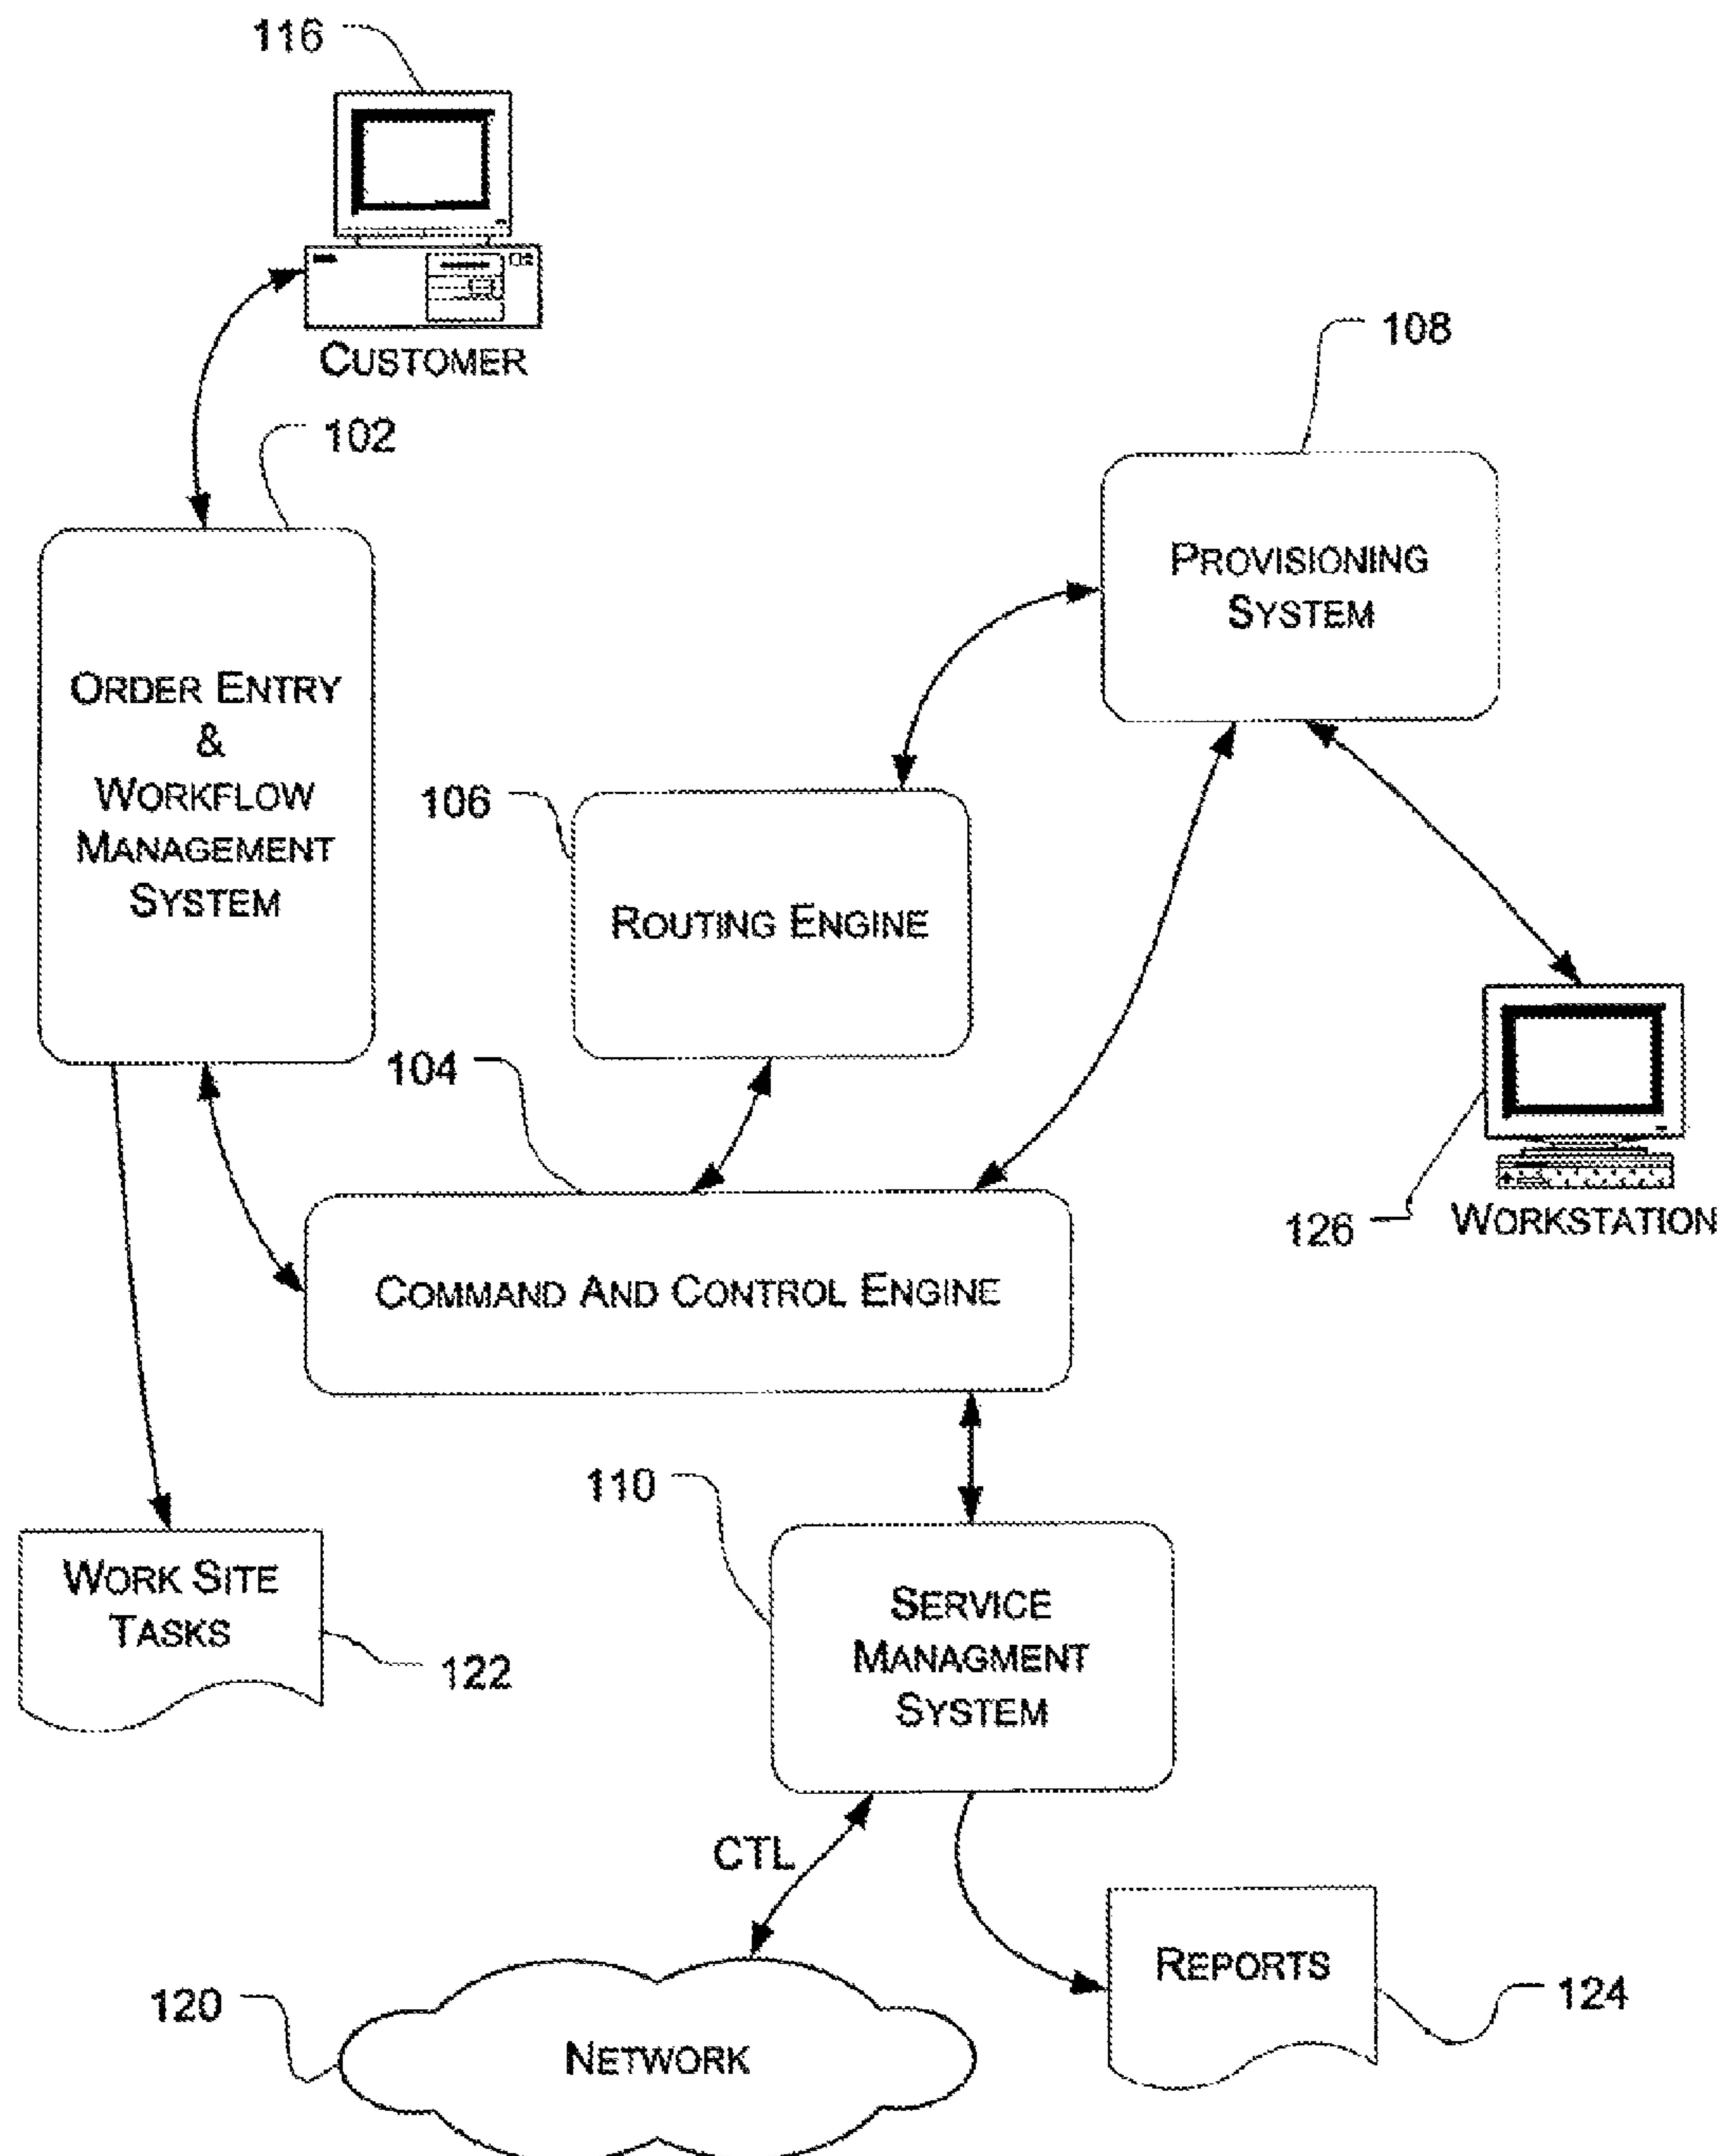 116
CUSTOMER
108
102
PROVISIONING
SYSTEM
ORDER ENTRY
&
WORKFLOW
MANAGEMENT
SYSTEM
106
ROUTING ENGINE
104
126
WORKSTATION
COMMAND AND CONTROL ENGINE
110
WORK SITE
TASKS
122
SERVICE
MANAGMENT
SYSTEM
CTL
REPORTS
124
120
NETWORK